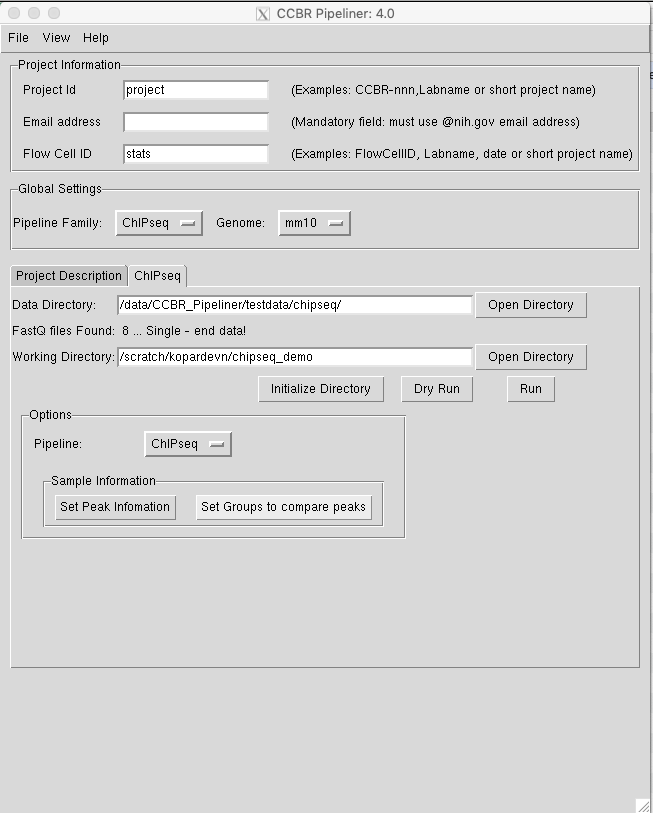 CCBR Pipeliner: 4.0
File View Help
Project Information
Project Id project (Examples: CCBR-nnn,Labname or short project name)
Email address (Mandatory field: must use @nih.gov email address)
Flow Cell ID stats (Examples: FlowCellID, Labname, date or short project name)
Global Settings
Pipeline Family: ChIPseq Genome: mm10
Project Description ChIPseq
Data Directory: /data/CCBR_Pipeliner/testdata/chipseq/ Open Directory
FastQ files Found: 8 ... Single - end data!
Working Directory: /scratch/kopardevn/chipseq_demo Open Directory
Initialize Directory Dry Run Run
Options
Pipeline: ChIPseq
Sample Information
Set Peak Infomation Set Groups to compare peaks